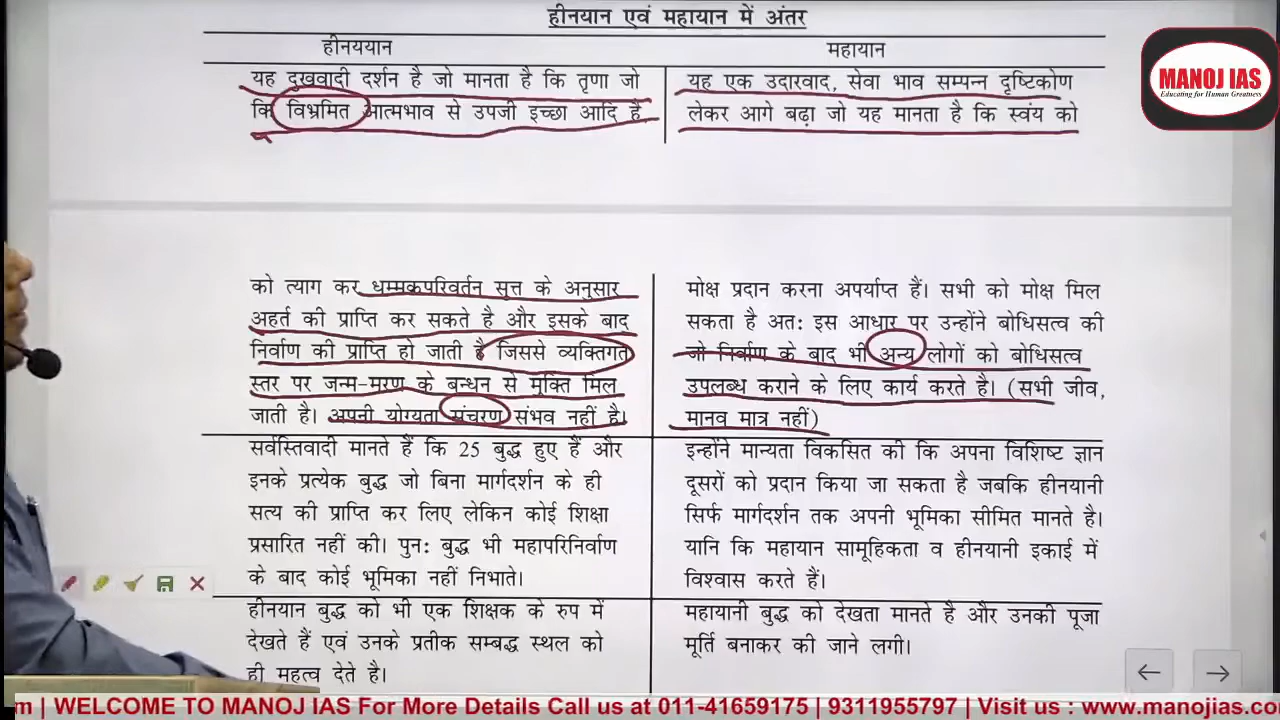 हीनयान एवं महायान में अंतर
हीनययान
महायान
यह दुखवादी दर्शन है जो मानता है कि तृणा जो
कि विभ्रमित आत्मभाव से उपजी इच्छा आदि है
को त्याग कर धम्मकपरिवर्तन सुत्त के अनुसार
अहर्त की प्राप्ति कर सकते है और इसके बाद
निर्वाण की प्राप्ति हो जाती है जिससे व्यक्तिगत
स्तर पर जन्म-मरण के बन्धन से मुक्ति मिल
जाती है। अपनी योग्यता संचरण संभव नहीं है।
यह एक उदारवाद, सेवा भाव सम्पन्न दृष्टिकोण
लेकर आगे बढ़ा जो यह मानता है कि स्वंय को
मोक्ष प्रदान करना अपर्याप्त हैं। सभी को मोक्ष मिल
सकता है अतः इस आधार पर उन्होंने बोधिसत्व की
जो निर्वाण के बाद भी अन्य लोगों को बोधिसत्व
उपलब्ध कराने के लिए कार्य करते है। (सभी जीव,
मानव मात्र नहीं)
सर्वस्तिवादी मानते हैं कि 25 बुद्ध हुए हैं और
इनके प्रत्येक बुद्ध जो बिना मार्गदर्शन के ही
सत्य की प्राप्ति कर लिए लेकिन कोई शिक्षा
प्रसारित नहीं की। पुनः बुद्ध भी महापरिनिर्वाण
के बाद कोई भूमिका नहीं निभाते।
इन्होंने मान्यता विकसित की कि अपना विशिष्ट ज्ञान
दूसरों को प्रदान किया जा सकता है जबकि हीनयानी
सिर्फ मार्गदर्शन तक अपनी भूमिका सीमित मानते है।
यानि कि महायान सामूहिकता व हीनयानी इकाई में
विश्वास करते हैं।
हीनयान बुद्ध को भी एक शिक्षक के रुप में
देखते हैं एवं उनके प्रतीक सम्बद्ध स्थल को
ही महत्व देते है।
महायानी बुद्ध को देखता मानते है और उनकी पूजा
मूर्ति बनाकर की जाने लगी।
MANOJ IAS
Educating for Human Greatness
m | WELCOME TO MANOJ IAS For More Details Call us at 011-41659175 | 9311955797 | Visit us : www.manojias.co